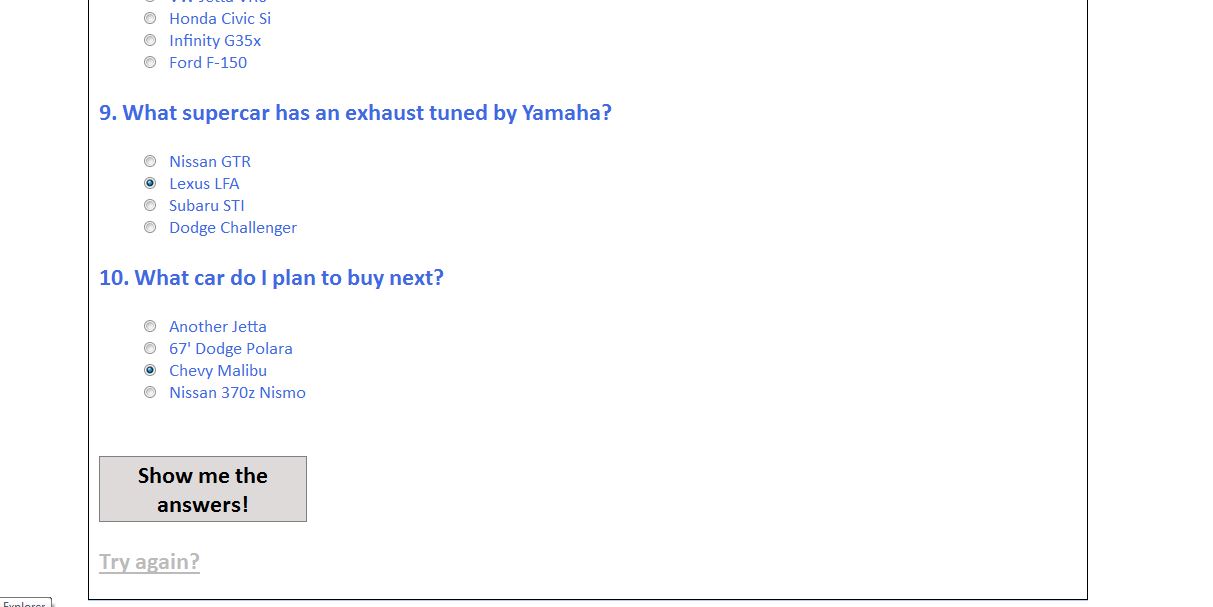 Honda Civic Si
Infinity G35x
Ford F-150
9. What supercar has an exhaust tuned by Yamaha?
Nissan GTR
Lexus LFA
Subaru STI
Dodge Challenger
10. What car do I plan to buy next?
Another Jetta
67' Dodge Polara
Chevy Malibu
Nissan 370z Nismo
Show me the
answers!
Try again?
Explorer